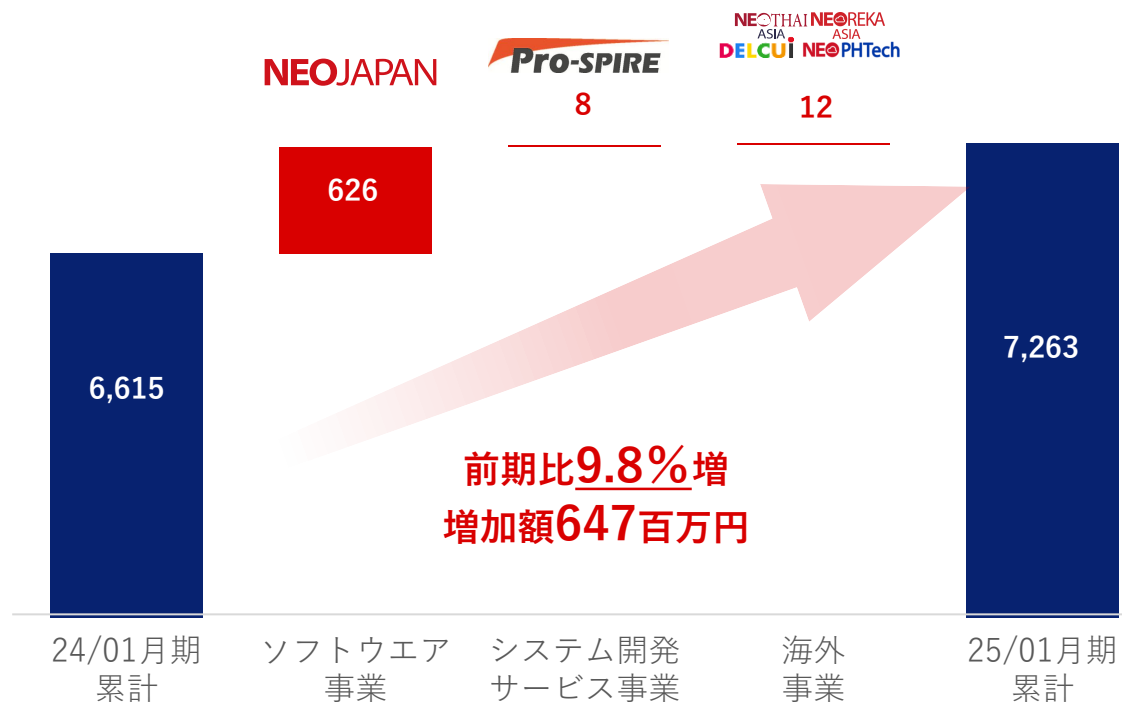 NEOJAPAN
Pro-SPIRE
NEOTHAI ASIA
NEOREKA ASIA
DELCUI
NEOPHTech
8
12
626
6,615
7,263
前期比9.8%増
増加額647百万円
24/01月期
累計
ソフトウエア
事業
システム開発
サービス事業
海外
事業
25/01月期
累計